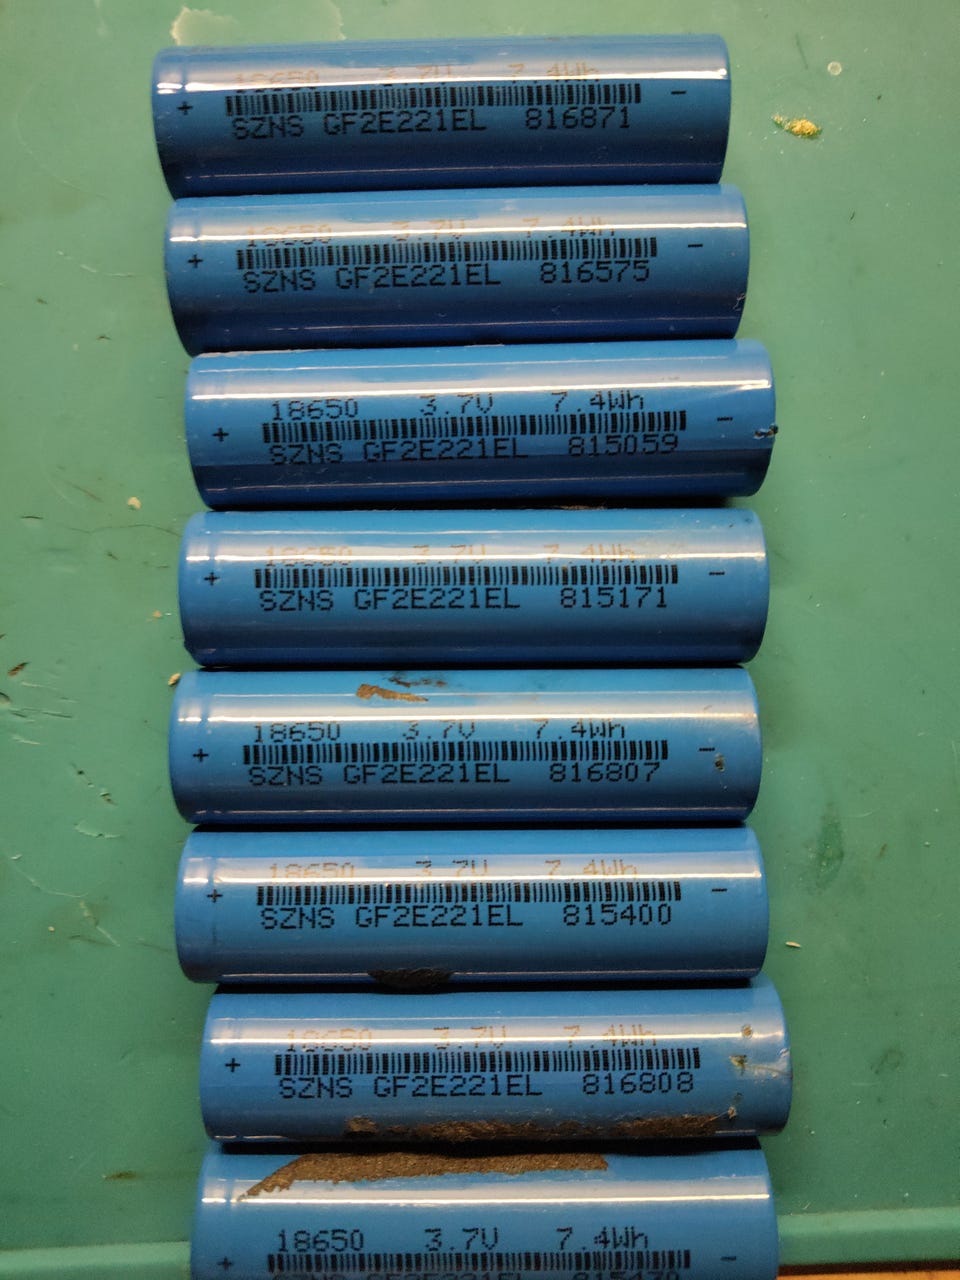 18650 3.7V 7.4Wh
+ -
SZNS GF2E221EL 816871
18650 3.7V 7.4Wh
+ -
SZNS GF2E221EL 816575
18650 3.7V 7.4Wh
+ -
SZNS GF2E221EL 815059
18650 3.7V 7.4Wh
+ -
SZNS GF2E221EL 815171
18650 3.7V 7.4Wh
+ -
SZNS GF2E221EL 816807
18650 3.7V 7.4Wh
+ -
SZNS GF2E221EL 815400
18650 3.7V 7.4Wh
+ -
SZNS GF2E221EL 816808
18650 3.7V 7.4Wh
+ -
SZNS GF2E221EL